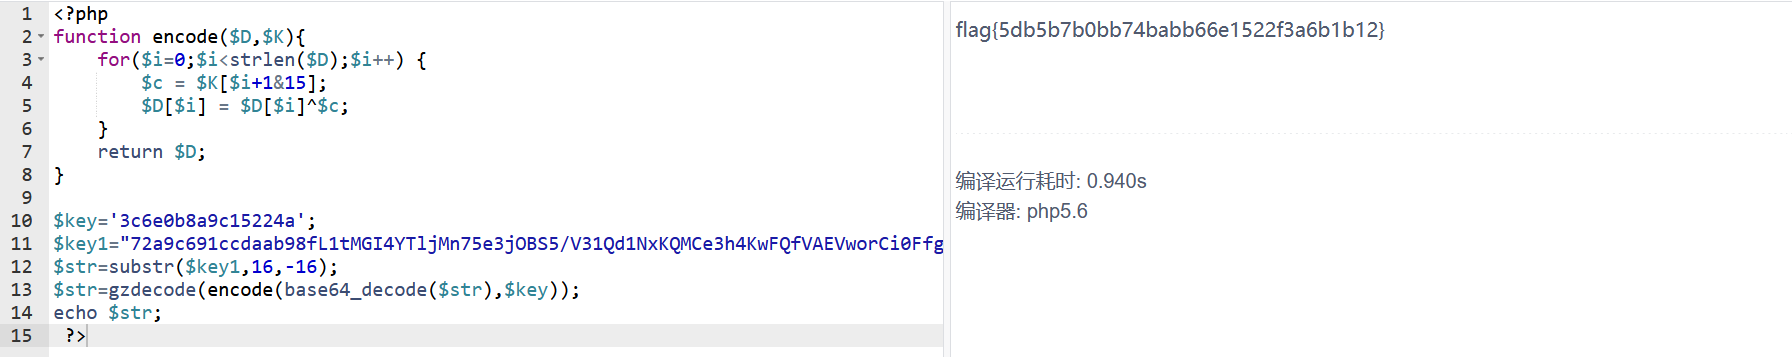 1 <?php
2 function encode($D,$K){
3 for($i=0;$i<strlen($D);$i++) {
4 $c = $K[$i+1&15];
5 $D[$i] = $D[$i]^$c;
6 }
7 return $D;
8 }
9
10 $key='3c6e0b8a9c15224a';
11 $key1="72a9c691ccdaab98fL1tMGI4YTljMn75e3jOBS5/V31Qd1NxKQMCe3h4KwFQfVAEVworCi0Ffg
12 $str=substr($key1,16,-16);
13 $str=gzdecode(encode(base64_decode($str),$key));
14 echo $str;
15 ?>
flag{5db5b7b0bb74babb66e1522f3a6b1b12}
编译运行耗时: 0.940s
编译器: php5.6